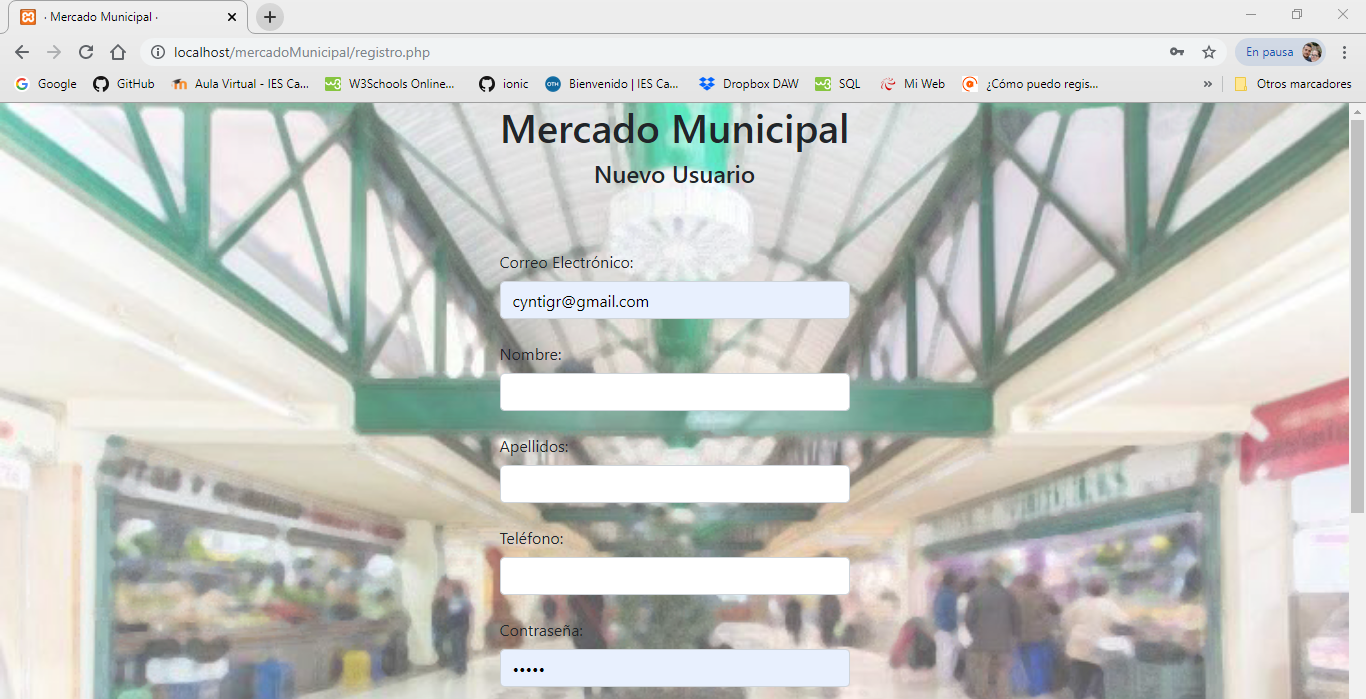 · Mercado Municipal ·
localhost/mercadoMunicipal/registro.php
En pausa
Google
GitHub
Aula Virtual - IES Ca...
W3Schools Online...
ionic
Bienvenido | IES Ca...
Dropbox DAW
SQL
Mi Web
¿Cómo puedo regis...
»
Otros marcadores
Mercado Municipal
Nuevo Usuario
Correo Electrónico:
cyntigr@gmail.com
Nombre:
Apellidos:
Teléfono:
Contraseña:
•••••